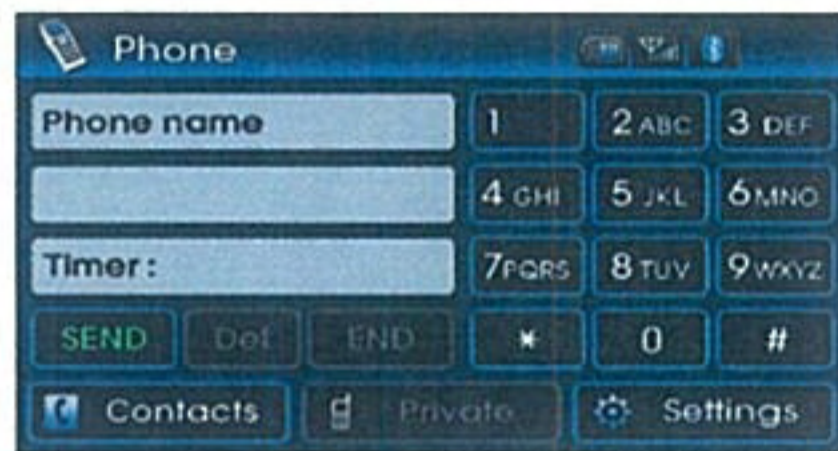 Phone
Phone name
1 2 ABC 3 DEF
4 GHI 5 JKL 6 MNO
Timer :
7 PQRS 8 TUV 9 WXYZ
SEND Del END * 0 #
Contacts Private Settings